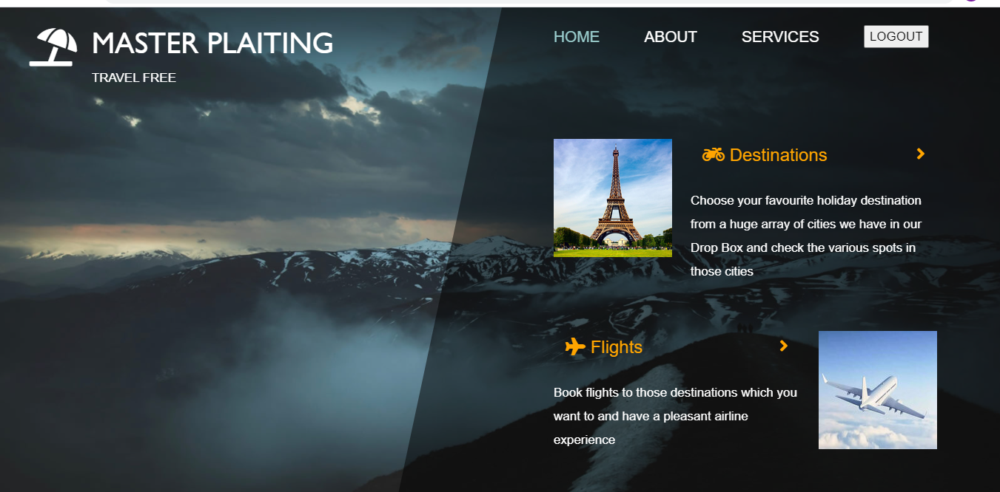 MASTER PLAITING
TRAVEL FREE
HOME ABOUT SERVICES LOGOUT
Destinations
Choose your favourite holiday destination
from a huge array of cities we have in our
Drop Box and check the various spots in
those cities
Flights
Book flights to those destinations which you
want to and have a pleasant airline
experience